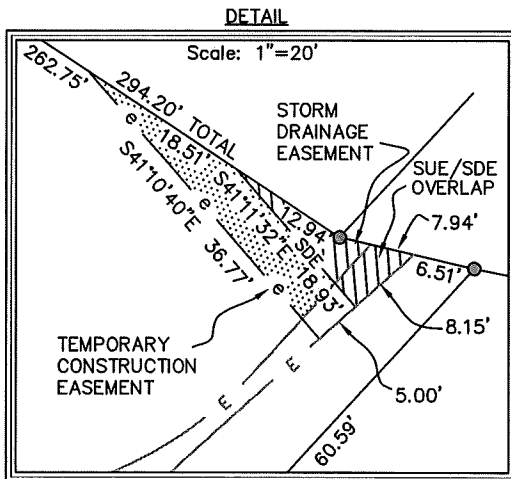 DETAIL
Scale: 1"=20'
262.75'
294.20' TOTAL
STORM
DRAINAGE
EASEMENT
SUE/SDE
OVERLAP
e
18.51'
S41°11'32"E
18.93'
12.94'
SDE
7.94'
6.51'
S41°10'40"E
36.77'
e
e
8.15'
TEMPORARY
CONSTRUCTION
EASEMENT
5.00'
E
E
60.59'